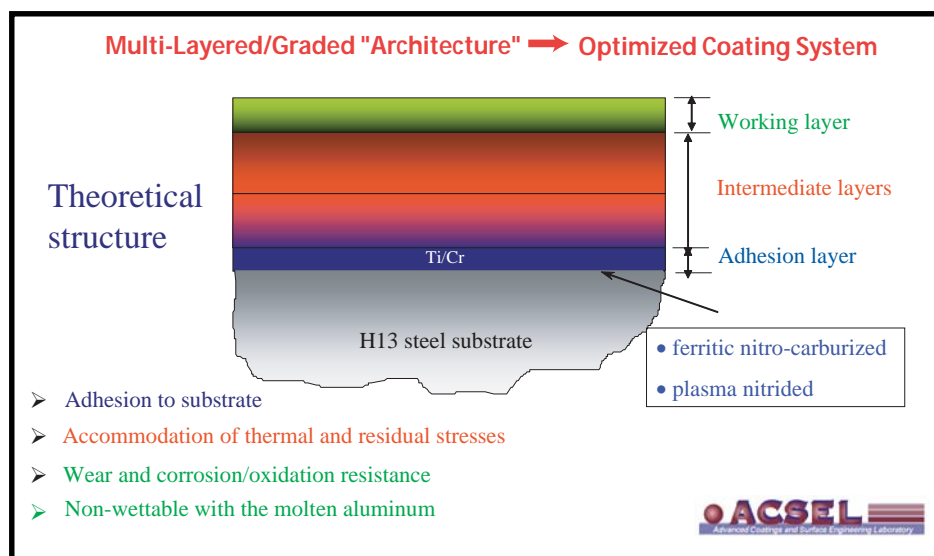 Multi-Layered/Graded "Architecture" ➡ Optimized Coating System
Working layer
Theoretical
structure
Intermediate layers
Ti/Cr
Adhesion layer
H13 steel substrate
• ferritic nitro-carburized
• plasma nitrided
➢ Adhesion to substrate
➢ Accommodation of thermal and residual stresses
➢ Wear and corrosion/oxidation resistance
➢ Non-wettable with the molten aluminum
ACSEL
Advanced Coatings and Surface Engineering Laboratory